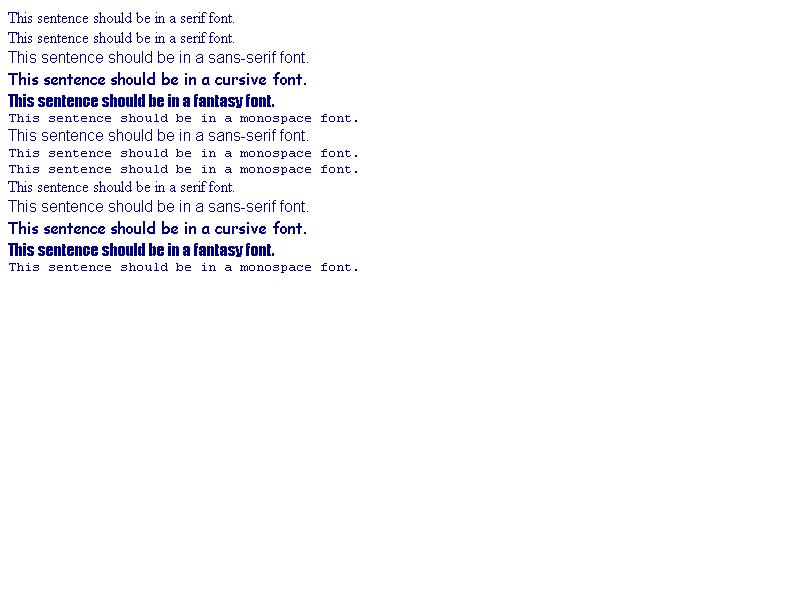 This sentence should be in a serif font.
This sentence should be in a serif font.
This sentence should be in a sans-serif font.
This sentence should be in a cursive font.
This sentence should be in a fantasy font.
This sentence should be in a monospace font.
This sentence should be in a sans-serif font.
This sentence should be in a monospace font.
This sentence should be in a monospace font.
This sentence should be in a serif font.
This sentence should be in a sans-serif font.
This sentence should be in a cursive font.
This sentence should be in a fantasy font.
This sentence should be in a monospace font.